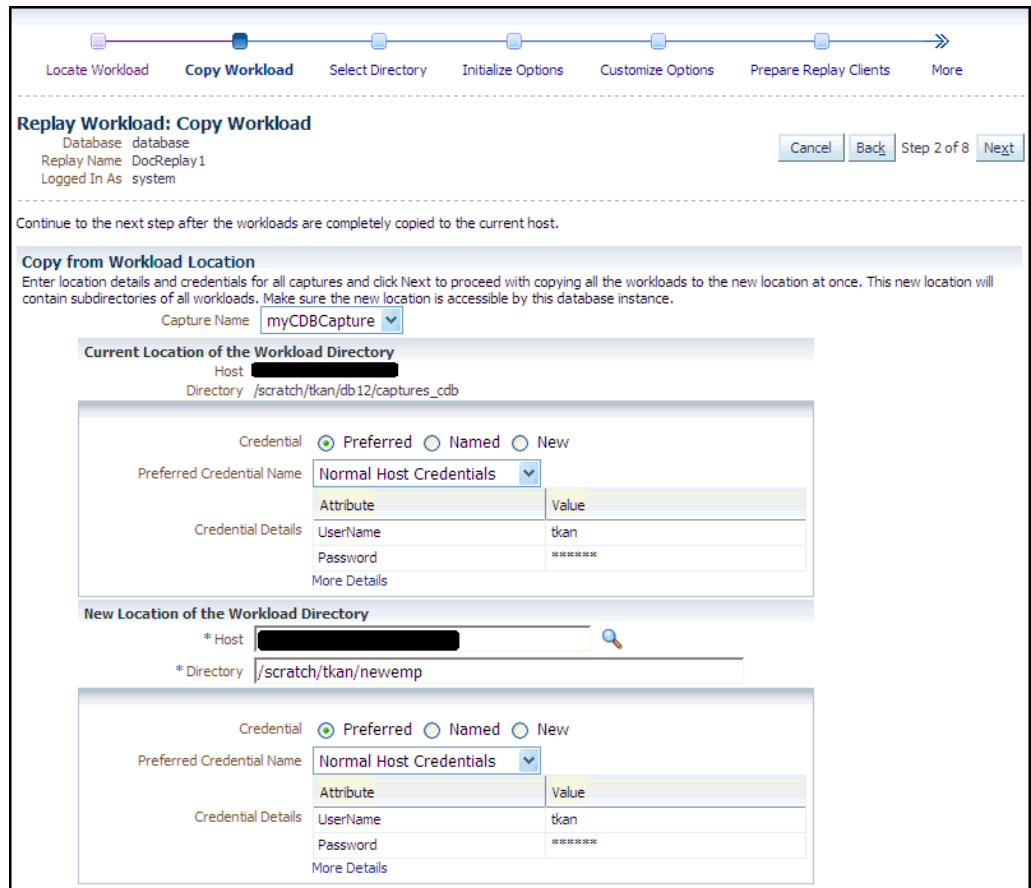 Locate Workload Copy Workload Select Directory Initialize Options Customize Options Prepare Replay Clients More
Replay Workload: Copy Workload
Database database
Replay Name DocReplay1
Logged In As system
Cancel Back Step 2 of 8 Next
Continue to the next step after the workloads are completely copied to the current host.
Copy from Workload Location
Enter location details and credentials for all captures and click Next to proceed with copying all the workloads to the new location at once. This new location will
contain subdirectories of all workloads. Make sure the new location is accessible by this database instance.
Capture Name myCDBCapture
Current Location of the Workload Directory
Host
Directory /scratch/tkan/db12/captures_cdb
Credential Preferred Named New
Preferred Credential Name Normal Host Credentials
Attribute Value
Credential Details UserName tkan
Password ******
More Details
New Location of the Workload Directory
* Host
* Directory /scratch/tkan/newemp
Credential Preferred Named New
Preferred Credential Name Normal Host Credentials
Attribute Value
Credential Details UserName tkan
Password ******
More Details